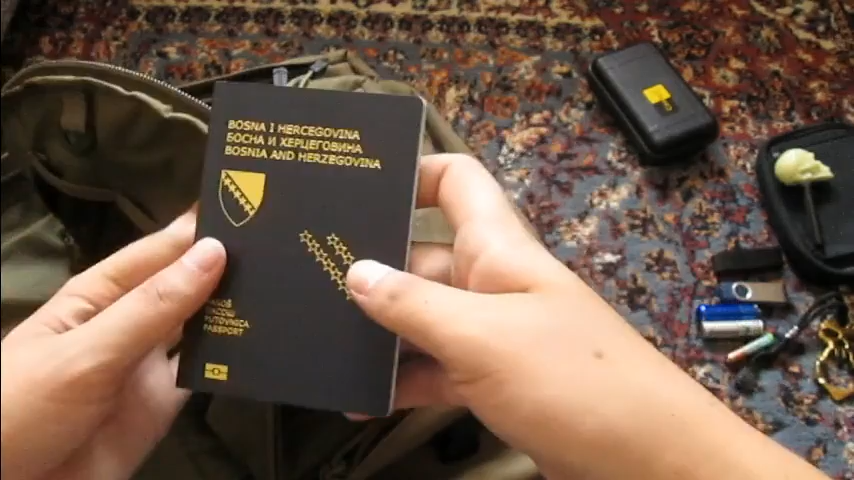 BOSNA I HERCEGOVINA
БОСНА И ХЕРЦЕГОВИНА
BOSNIA AND HERZEGOVINA
PUTOVNICA
PASSPORT